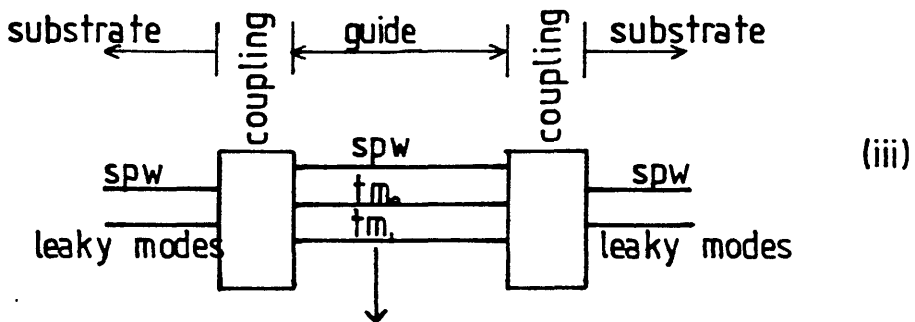 substrate
coupling
guide
coupling
substrate
(iii)
spw
spw
spw
tm₀
tm₁
leaky modes
leaky modes